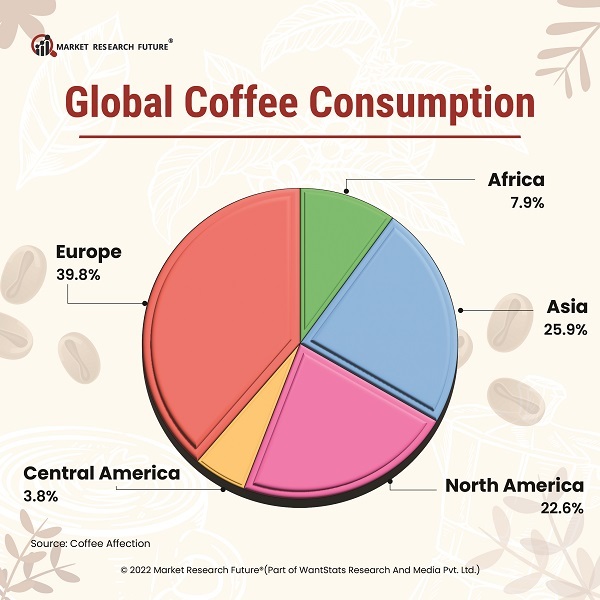 MARKET RESEARCH FUTURE®
Global Coffee Consumption
Africa
7.9%
Europe
39.8%
Asia
25.9%
Central America
3.8%
North America
22.6%
Source: Coffee Affection
© 2022 Market Research Future®(Part of WantStats Research And Media Pvt. Ltd.)